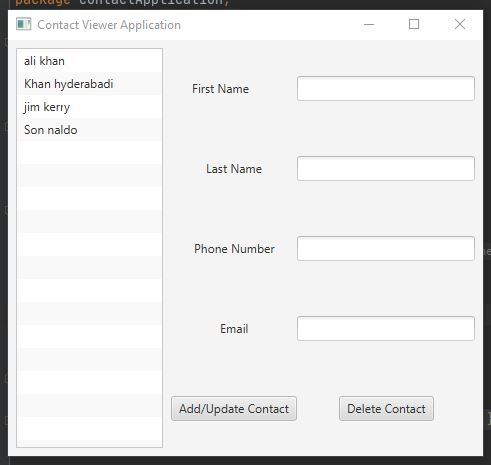 package ContactApplication;
Contact Viewer Application
ali khan
Khan hyderabadi
jim kerry
Son naldo
First Name
Last Name
Phone Number
Email
Add/Update Contact
Delete Contact